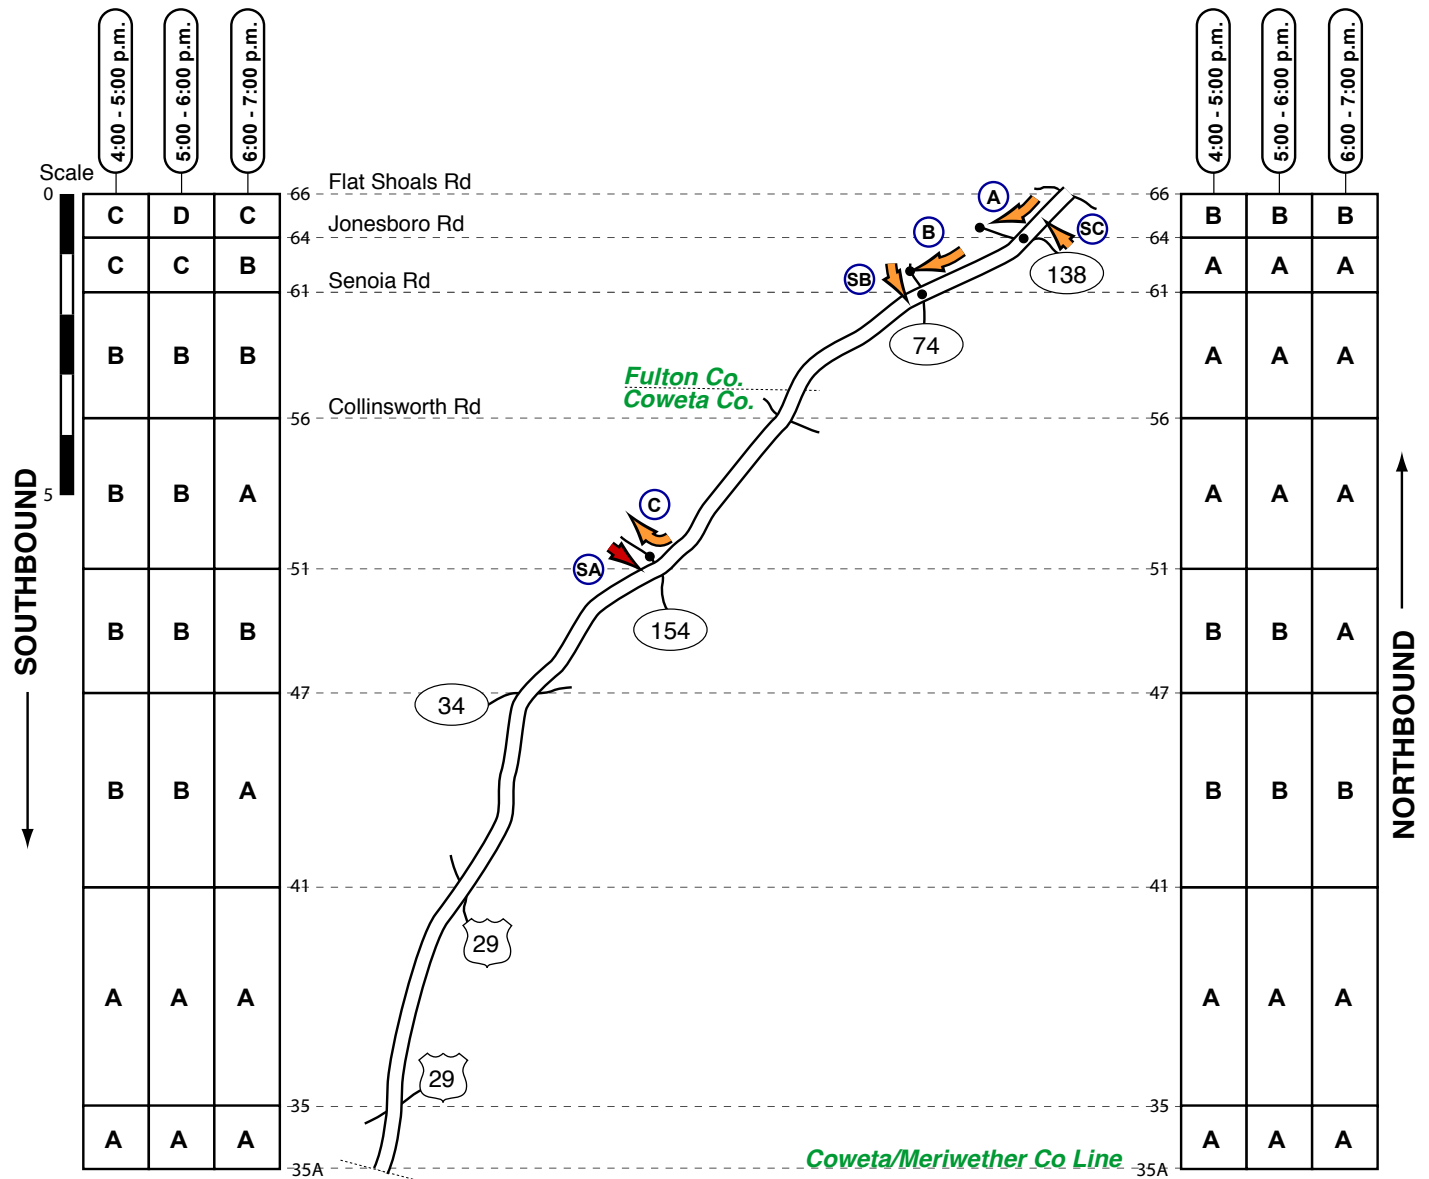 4:00 - 5:00 p.m.
5:00 - 6:00 p.m.
6:00 - 7:00 p.m.
4:00 - 5:00 p.m.
5:00 - 6:00 p.m.
6:00 - 7:00 p.m.
Scale
0
5
SOUTHBOUND
NORTHBOUND
66 Flat Shoals Rd 66
C D C
B B B
Jonesboro Rd
64 64
C C B
A A A
Senoia Rd
61 61
B B B
A A A
Collinsworth Rd
56 56
B B A
A A A
51 51
B B B
B B A
47 47
B B A
B B B
41 41
A A A
A A A
35 35
A A A
A A A
35A 35A
A
SC
B
138
SB
74
Fulton Co.
Coweta Co.
C
SA
154
34
29
29
Coweta/Meriwether Co Line